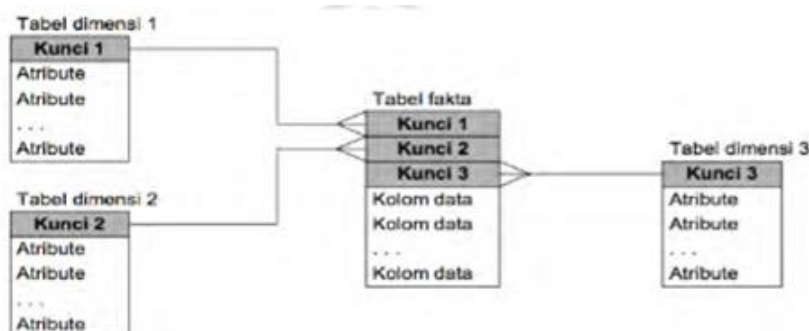 Tabel dimensi 1
Kunci 1
Atribute
Atribute
. . .
Atribute
Tabel dimensi 2
Kunci 2
Atribute
Atribute
. . .
Atribute
Tabel fakta
Kunci 1
Kunci 2
Kunci 3
Kolom data
Kolom data
. . .
Kolom data
Tabel dimensi 3
Kunci 3
Atribute
Atribute
. . .
Atribute